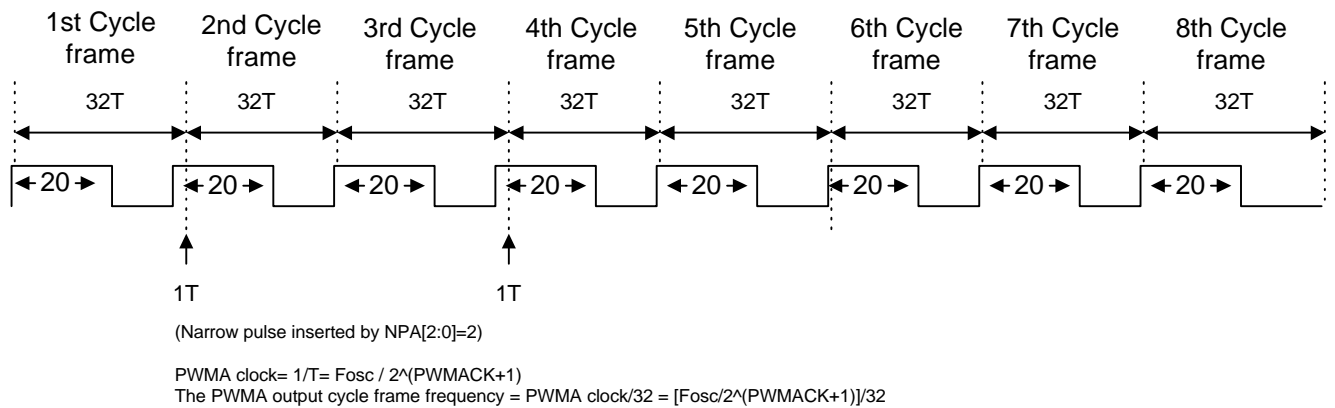 1st Cycle frame
2nd Cycle frame
3rd Cycle frame
4th Cycle frame
5th Cycle frame
6th Cycle frame
7th Cycle frame
8th Cycle frame
32T 32T 32T 32T 32T 32T 32T 32T
20 20 20 20 20 20 20 20
1T 1T
(Narrow pulse inserted by NPA[2:0]=2)
PWMA clock= 1/T= Fosc / 2^(PWMACK+1)
The PWMA output cycle frame frequency = PWMA clock/32 = [Fosc/2^(PWMACK+1)]/32